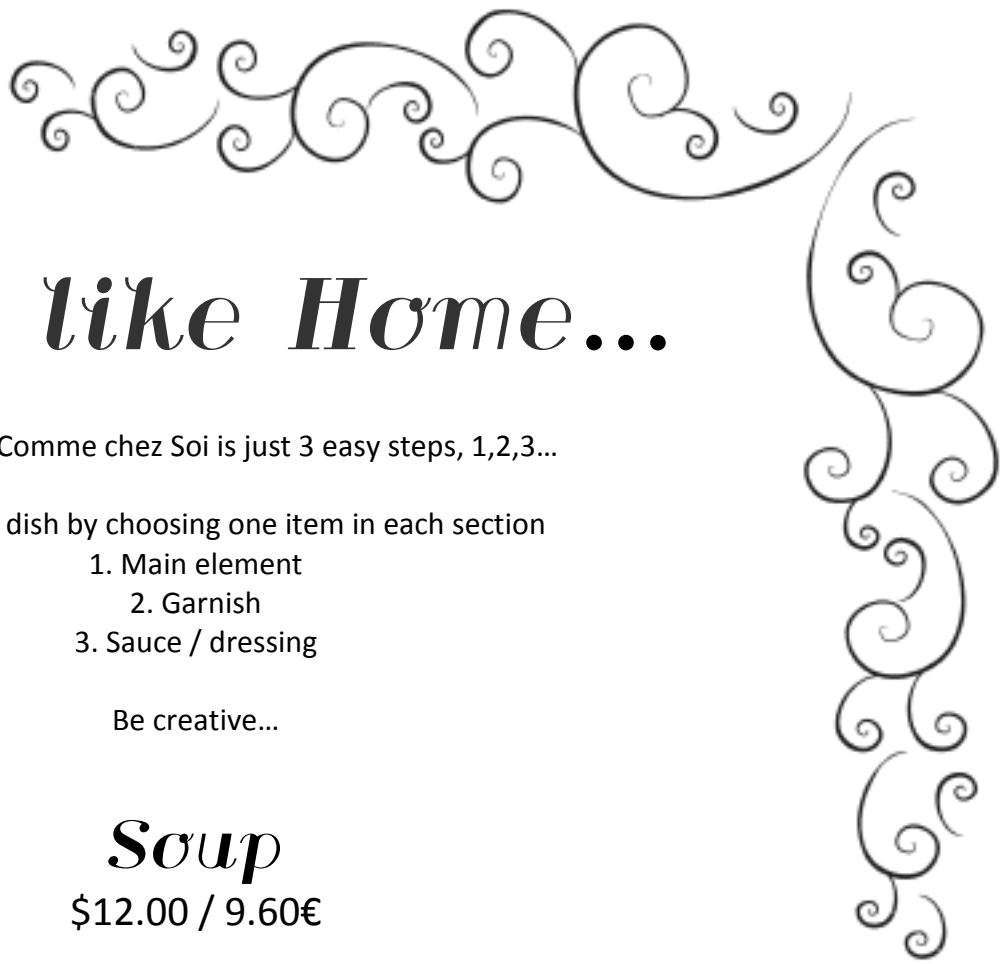 like Home...
Comme chez Soi is just 3 easy steps, 1,2,3...
dish by choosing one item in each section
1. Main element
2. Garnish
3. Sauce / dressing
Be creative...
Soup
$12.00 / 9.60€